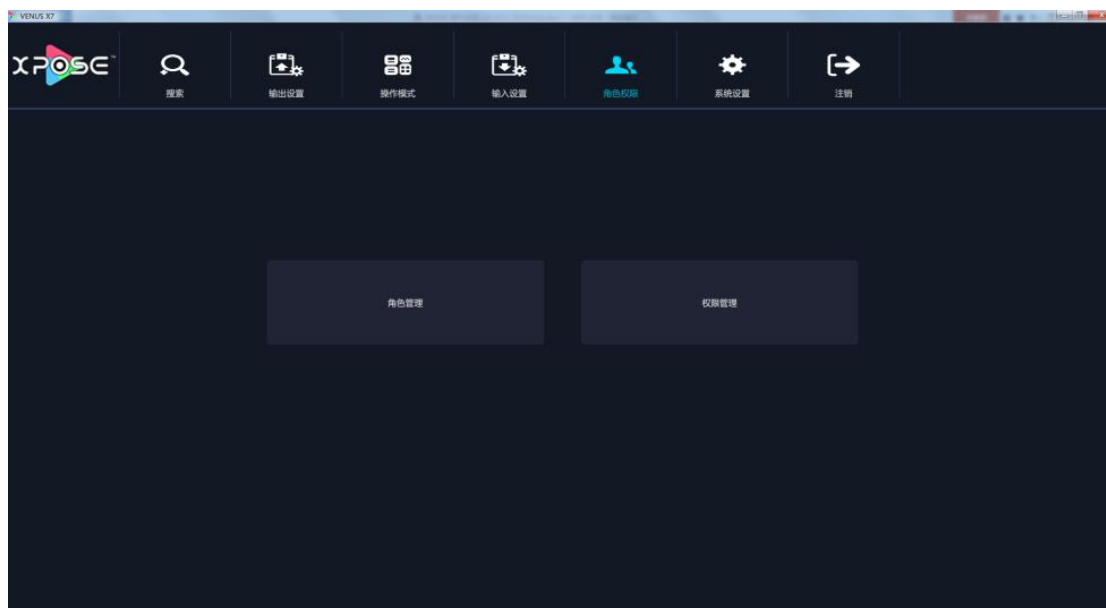 VENUS X7
XPOSE™
搜索
输出设置
操作模式
输入设置
角色权限
系统设置
注销
角色管理
权限管理